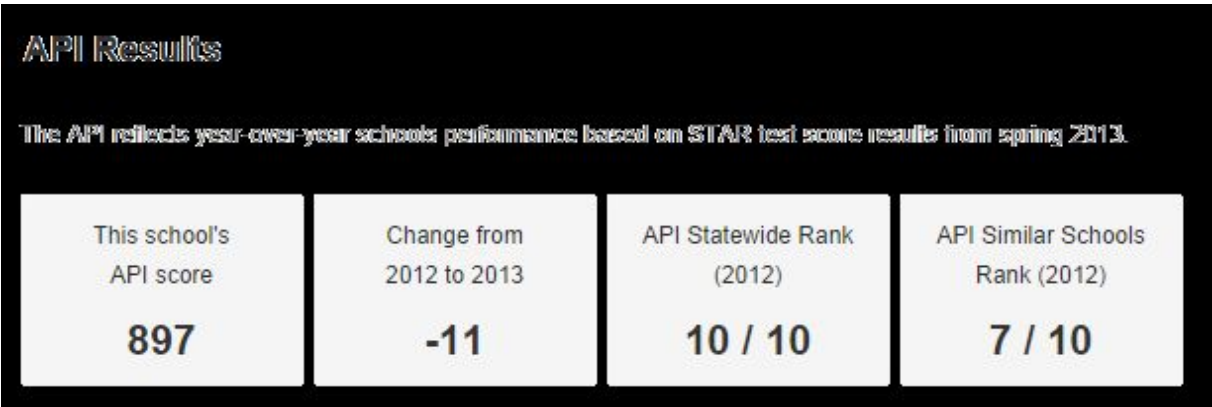 API Results
The API reflects year-over-year schools performance based on STAR test score results from spring 2013.
This school's
API score
897
Change from
2012 to 2013
-11
API Statewide Rank
(2012)
10 / 10
API Similar Schools
Rank (2012)
7 / 10